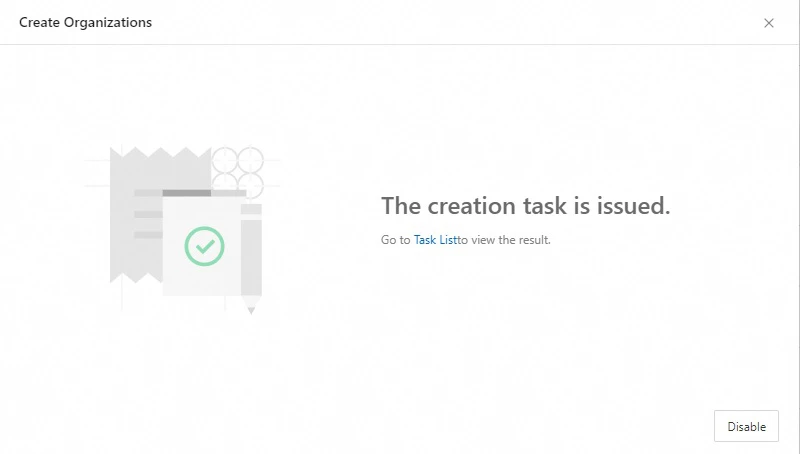 Create Organizations
The creation task is issued.
Go to Task Listto view the result.
Disable